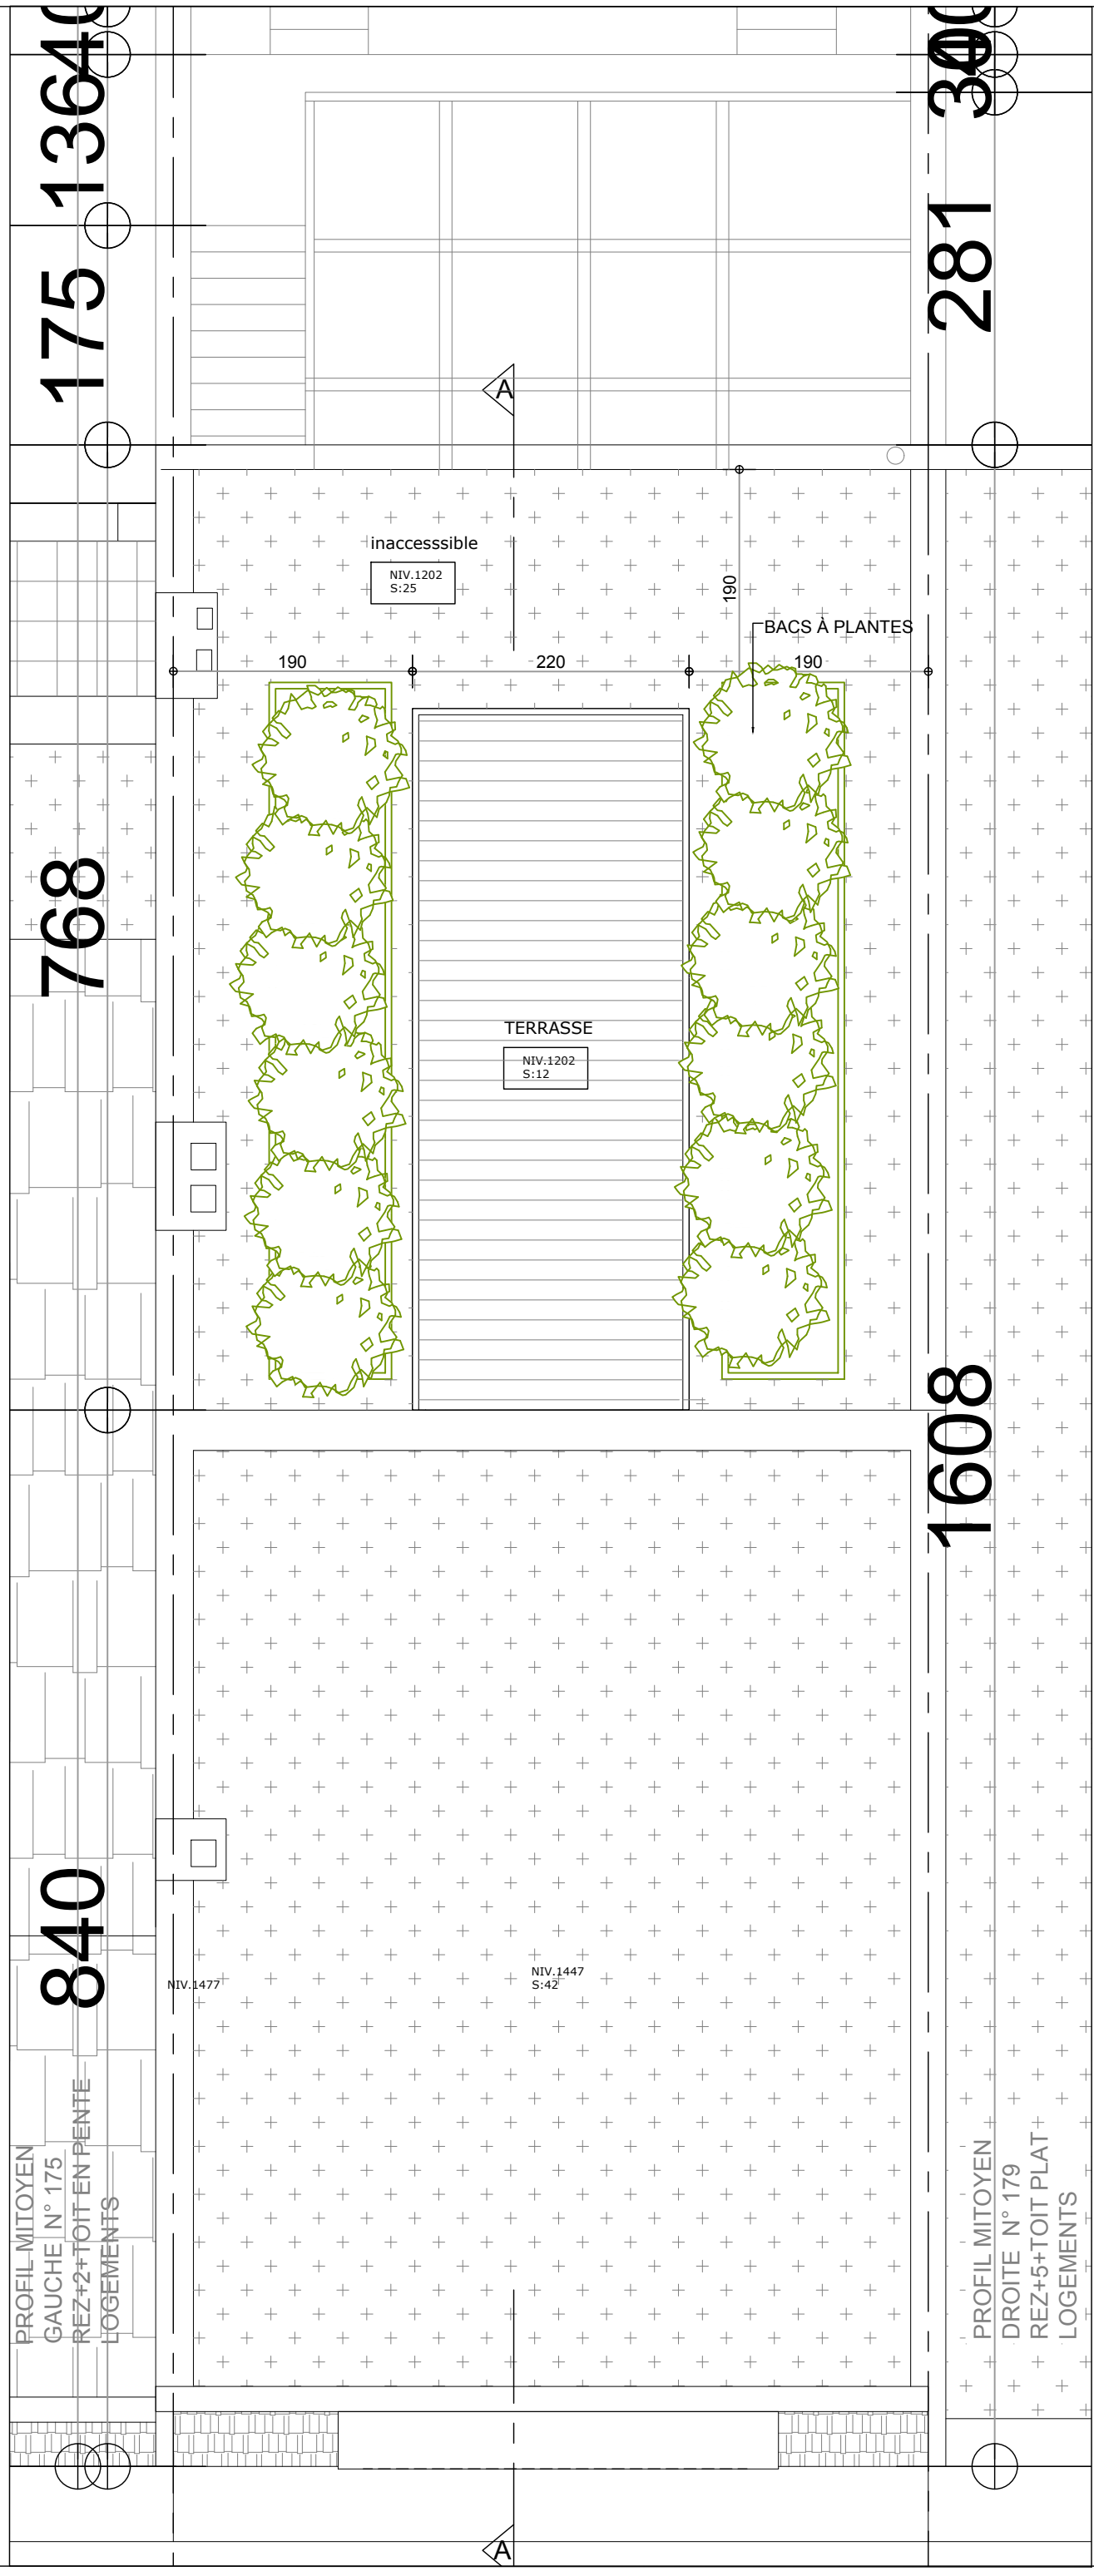 136
175
281
A
inaccesssible
NIV.1202
S:25
190
BACS À PLANTES
190
220
190
768
TERRASSE
NIV.1202
S:12
1608
840
NIV.1477
NIV.1447
S:42
PROFIL MITOYEN
GAUCHE N° 175
REZ+2+TOIT EN PENTE
LOGEMENTS
PROFIL MITOYEN
DROITE N° 179
REZ+5+TOIT PLAT
LOGEMENTS
A